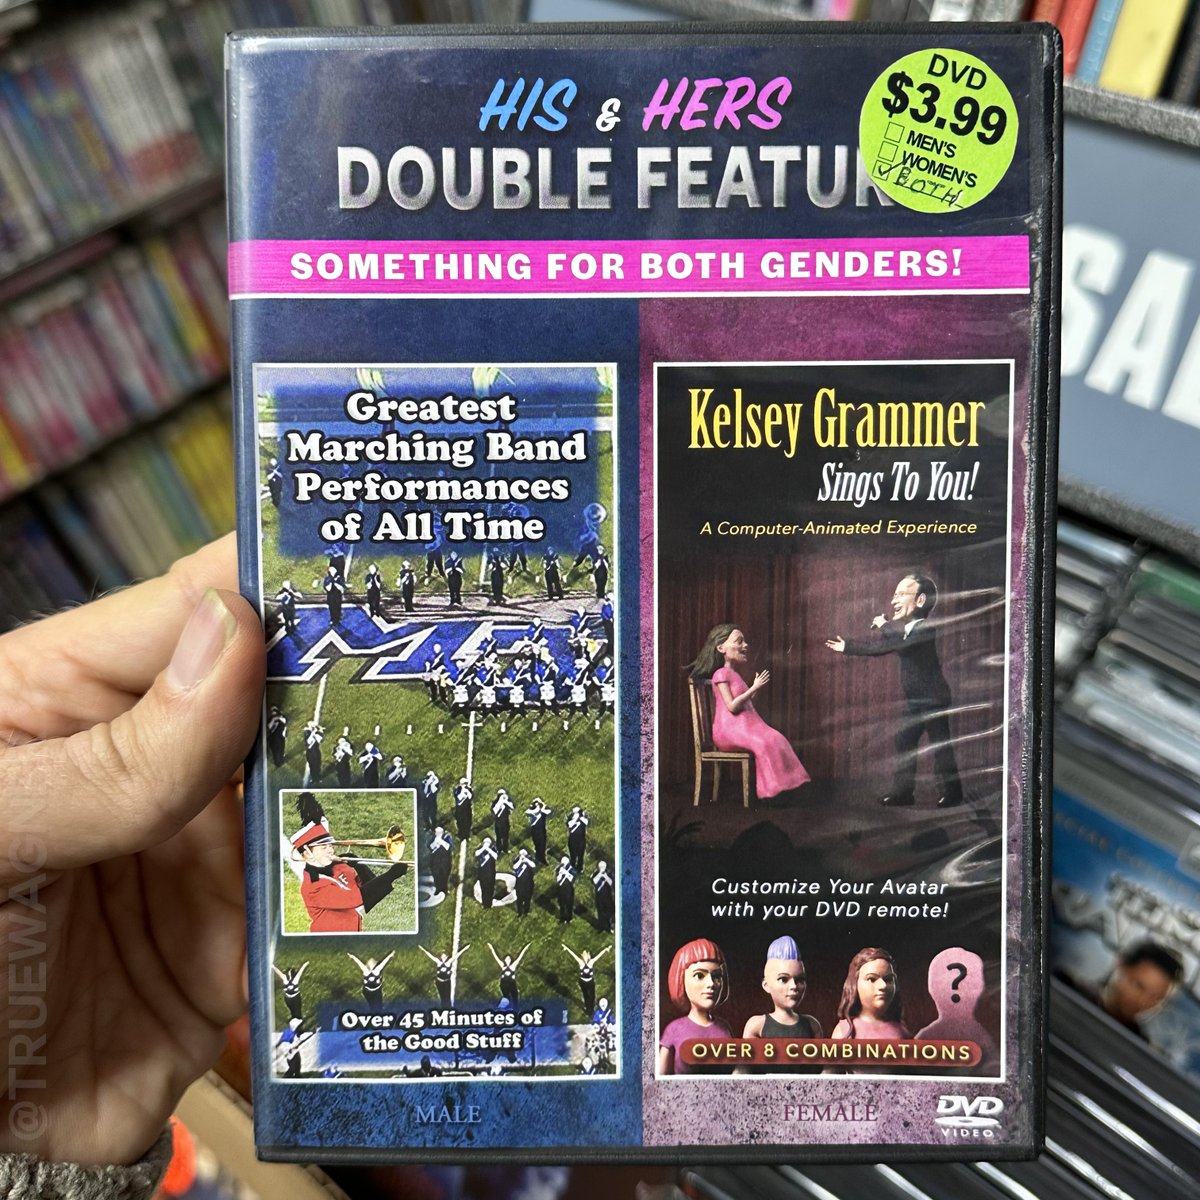 HIS & HERS
DOUBLE FEATUR
DVD
$3.99
MEN'S
WOMEN'S
BOTH
SOMETHING FOR BOTH GENDERS!
Greatest
Marching Band
Performances
of All Time
Over 45 Minutes of
the Good Stuff
MALE
Kelsey Grammer
Sings To You!
A Computer-Animated Experience
Customize Your Avatar
with your DVD remote!
?
OVER 8 COMBINATIONS
FEMALE
DVD
VIDEO
SAL
@TRUEWAGNE